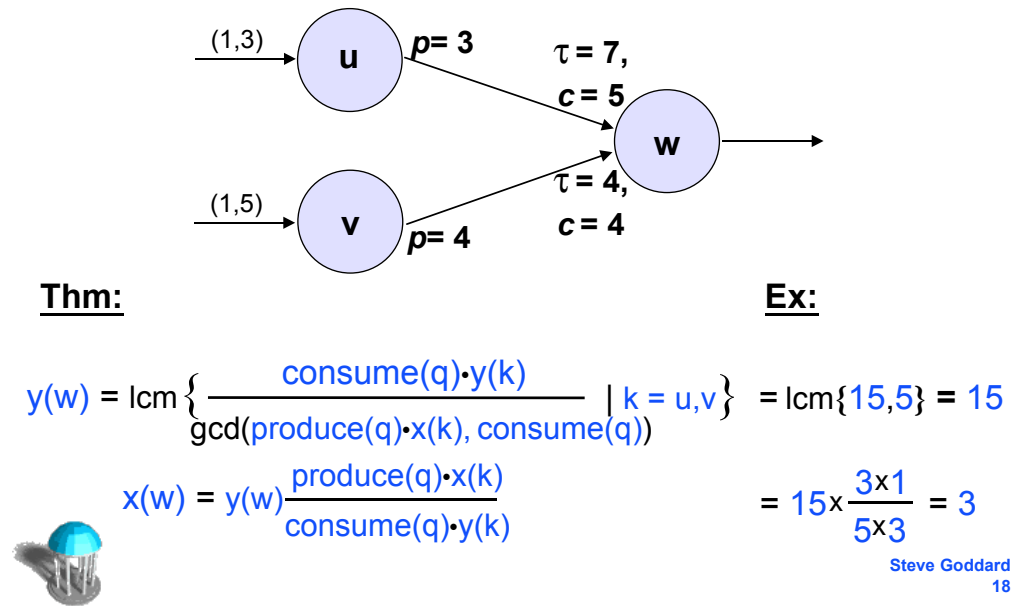 (1,3)
u
p= 3
τ = 7,
c = 5
w
(1,5)
v
p= 4
τ = 4,
c = 4
Thm:
Ex:
y(w) = lcm { consume(q)•y(k) / gcd(produce(q)•x(k), consume(q)) | k = u,v} = lcm{15,5} = 15
x(w) = y(w) produce(q)•x(k) / consume(q)•y(k) = 15x 3x1 / 5x3 = 3
Steve Goddard
18